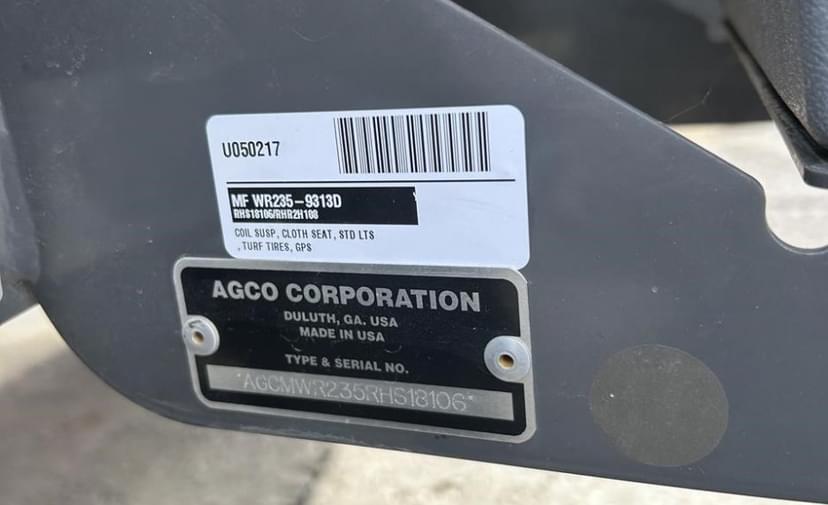 U050217
MF WR235-9313D
RHS18106/RHR2H108
COIL SUSP, CLOTH SEAT, STD LTS
, TURF TIRES, GPS
AGCO CORPORATION
DULUTH, GA. USA
MADE IN USA
TYPE & SERIAL NO.
*AGCMWR235RHS18106*